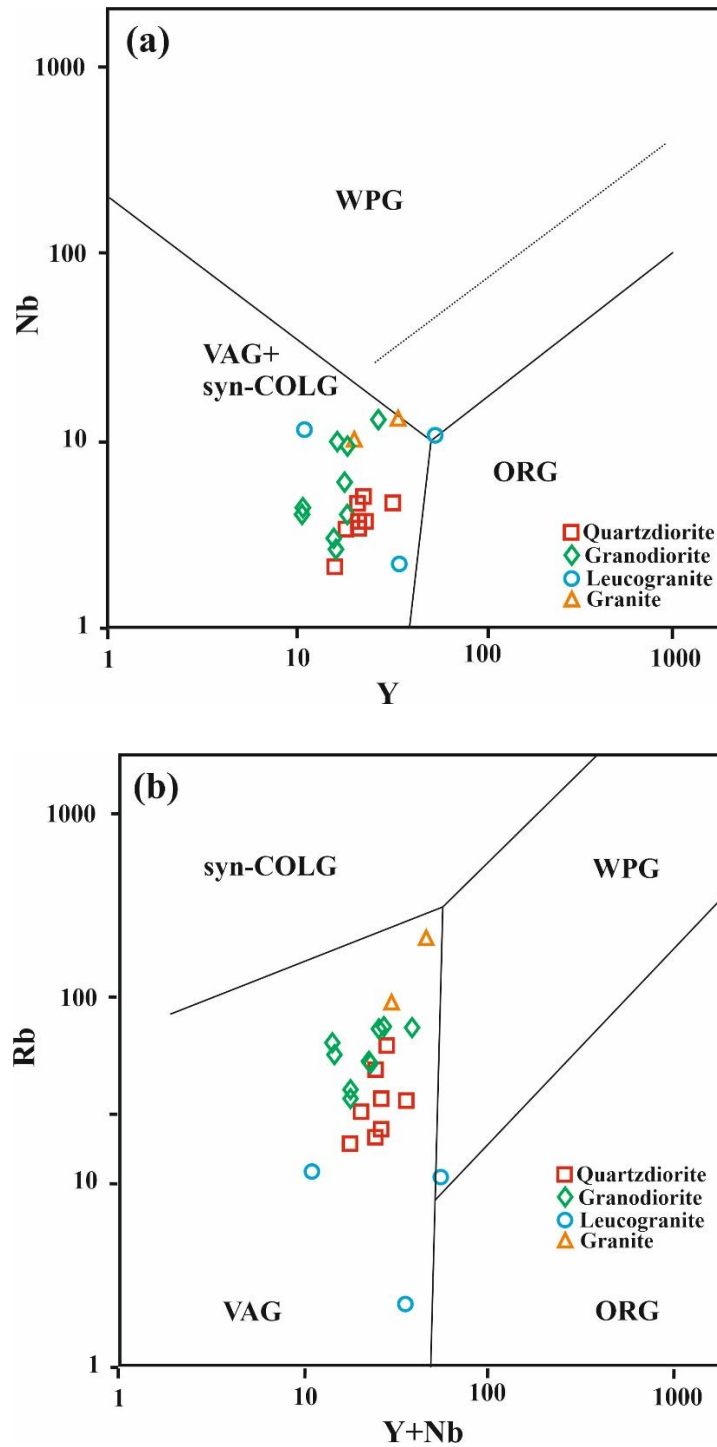 (a)
1000
WPG
100
Nb
VAG+
syn-COLG
10
ORG
Quartzdiorite
Granodiorite
Leucogranite
Granite
1
1
10
100
1000
Y
(b)
1000
syn-COLG
WPG
100
Rb
10
Quartzdiorite
Granodiorite
Leucogranite
Granite
VAG
ORG
1
1
10
100
1000
Y+Nb